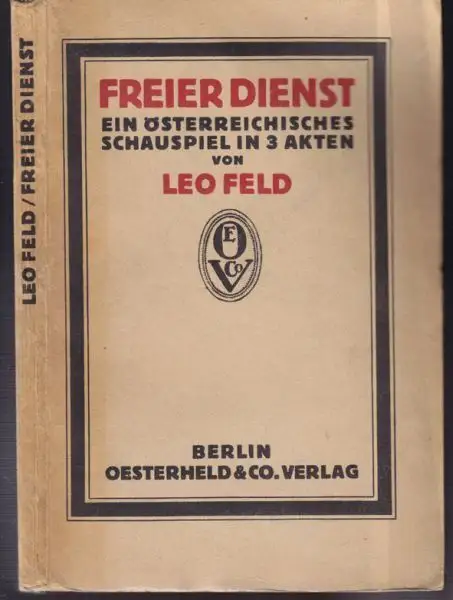 LEO FELD / FREIER DIENST
FREIER DIENST
EIN ÖSTERREICHISCHES
SCHAUSPIEL IN 3 AKTEN
VON
LEO FELD
OE
Co
V
BERLIN
OESTERHELD & CO. VERLAG